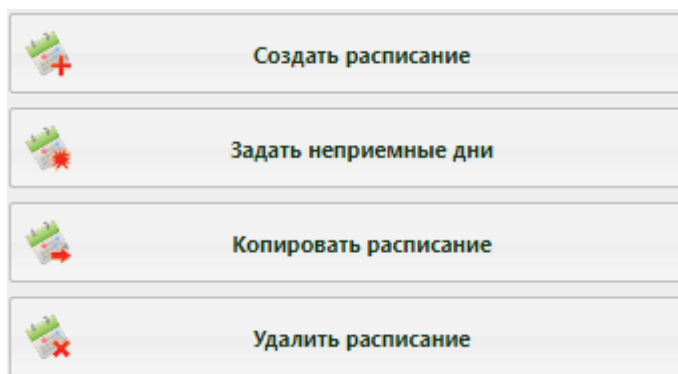 Создать расписание
Задать неприемные дни
Копировать расписание
Удалить расписание